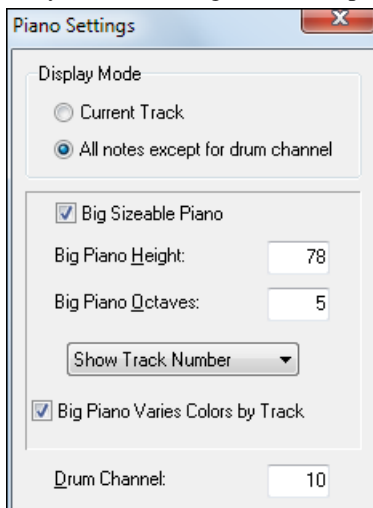 Piano Settings
X
Display Mode
Current Track
All notes except for drum channel
Big Sizeable Piano
Big Piano Height: 78
Big Piano Octaves: 5
Show Track Number
Big Piano Varies Colors by Track
Drum Channel: 10